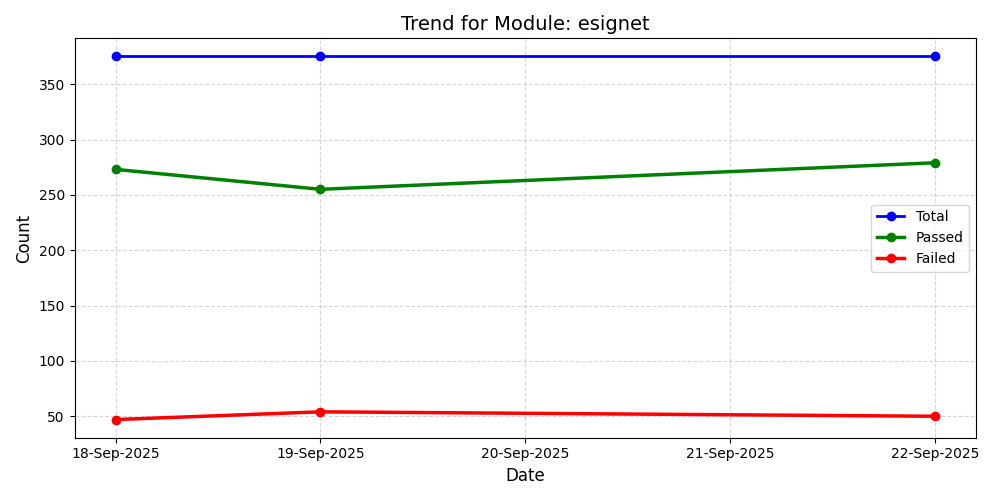 Trend for Module: esignet
Count
350
300
250
200
150
100
50
Total
Passed
Failed
18-Sep-2025 19-Sep-2025 20-Sep-2025 21-Sep-2025 22-Sep-2025
Date